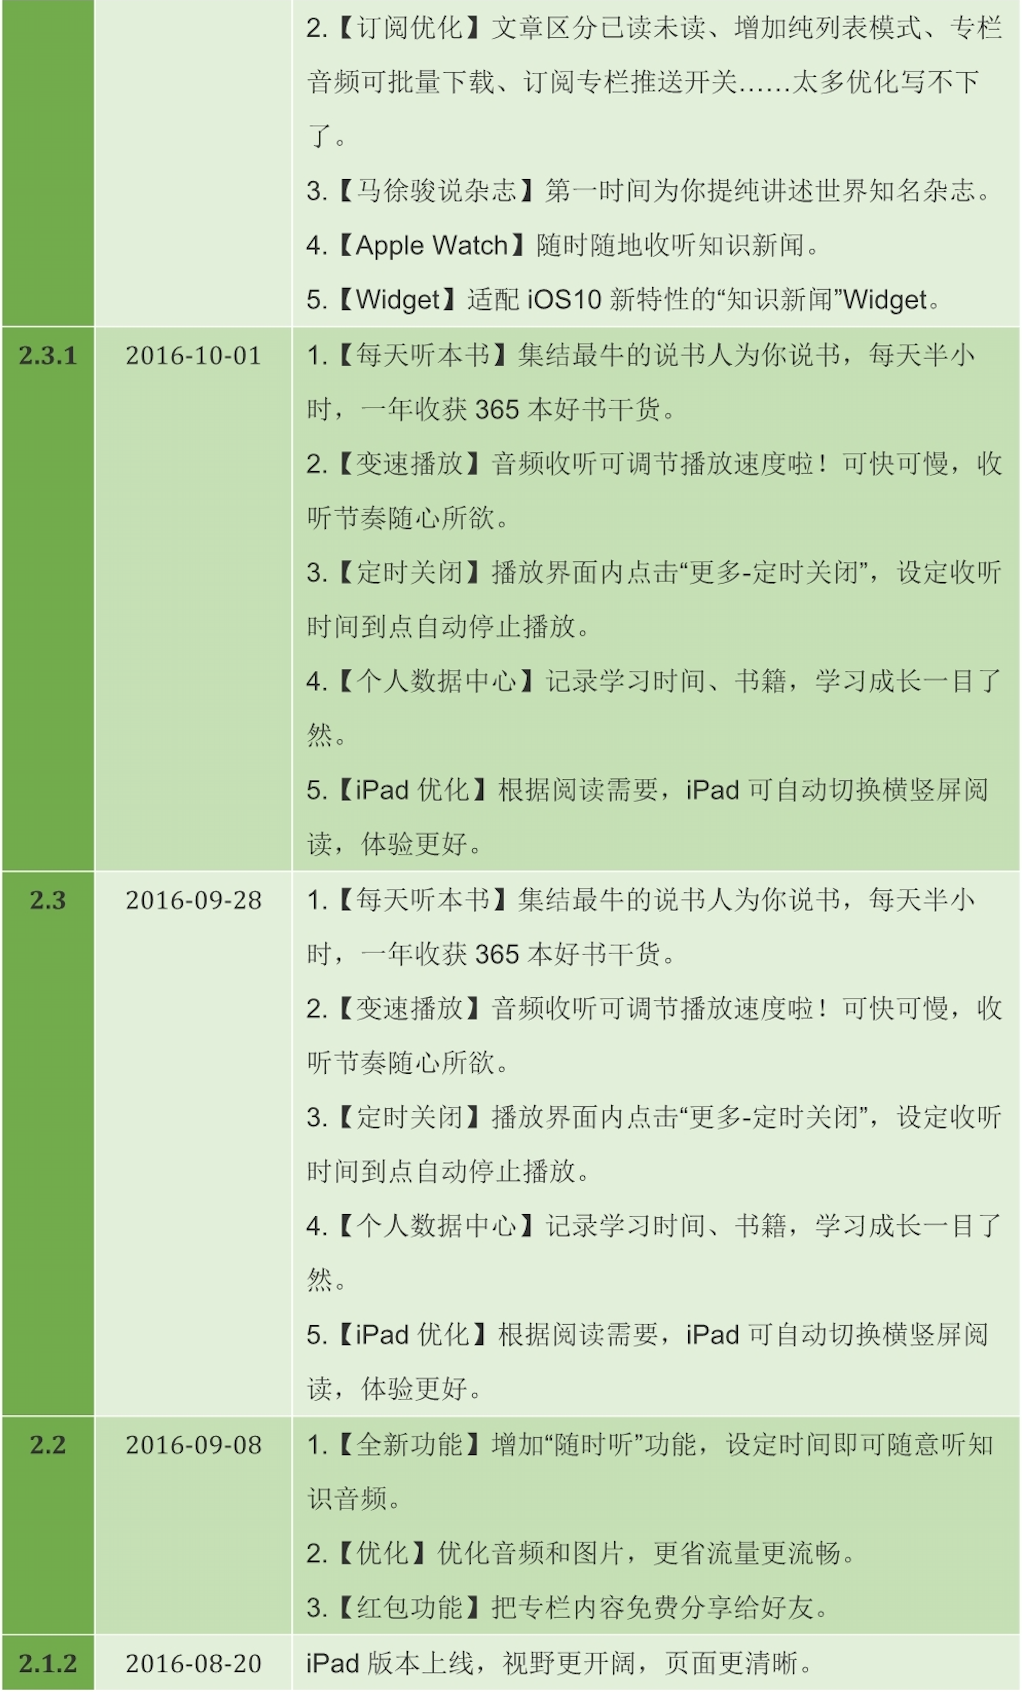 2.【订阅优化】文章区分已读未读、增加纯列表模式、专栏
音频可批量下载、订阅专栏推送开关……太多优化写不下
了。
3.【马徐骏说杂志】第一时间为你提纯讲述世界知名杂志。
4.【Apple Watch】随时随地收听知识新闻。
5.【Widget】适配 iOS10 新特性的“知识新闻”Widget。
2.3.1 2016-10-01 1.【每天听本书】集结最牛的说书人为你说书，每天半小
时，一年收获 365 本好书干货。
2.【变速播放】音频收听可调节播放速度啦！可快可慢，收
听节奏随心所欲。
3.【定时关闭】播放界面内点击“更多-定时关闭”，设定收听
时间到点自动停止播放。
4.【个人数据中心】记录学习时间、书籍，学习成长一目了
然。
5.【iPad 优化】根据阅读需要，iPad 可自动切换横竖屏阅
读，体验更好。
2.3 2016-09-28 1.【每天听本书】集结最牛的说书人为你说书，每天半小
时，一年收获 365 本好书干货。
2.【变速播放】音频收听可调节播放速度啦！可快可慢，收
听节奏随心所欲。
3.【定时关闭】播放界面内点击“更多-定时关闭”，设定收听
时间到点自动停止播放。
4.【个人数据中心】记录学习时间、书籍，学习成长一目了
然。
5.【iPad 优化】根据阅读需要，iPad 可自动切换横竖屏阅
读，体验更好。
2.2 2016-09-08 1.【全新功能】增加“随时听”功能，设定时间即可随意听知
识音频。
2.【优化】优化音频和图片，更省流量更流畅。
3.【红包功能】把专栏内容免费分享给好友。
2.1.2 2016-08-20 iPad 版本上线，视野更开阔，页面更清晰。